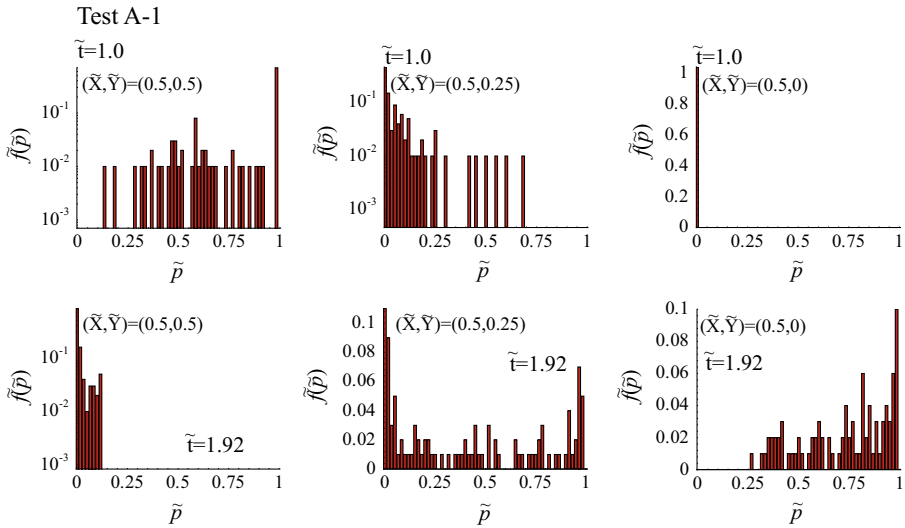 Test A-1
t̃=1.0
(X̃,Ỹ)=(0.5,0.5)
f̃(p̃)
10⁻¹
10⁻²
10⁻³
0 0.25 0.5 0.75 1
p̃
t̃=1.0
(X̃,Ỹ)=(0.5,0.25)
f̃(p̃)
10⁻¹
10⁻²
10⁻³
0 0.25 0.5 0.75 1
p̃
t̃=1.0
(X̃,Ỹ)=(0.5,0)
f̃(p̃)
1
0.8
0.6
0.4
0.2
0
0 0.25 0.5 0.75 1
p̃
(X̃,Ỹ)=(0.5,0.5)
t̃=1.92
f̃(p̃)
10⁻¹
10⁻²
10⁻³
0 0.25 0.5 0.75 1
p̃
(X̃,Ỹ)=(0.5,0.25)
t̃=1.92
f̃(p̃)
0.1
0.08
0.06
0.04
0.02
0
0 0.25 0.5 0.75 1
p̃
(X̃,Ỹ)=(0.5,0)
t̃=1.92
f̃(p̃)
0.1
0.08
0.06
0.04
0.02
0
0 0.25 0.5 0.75 1
p̃